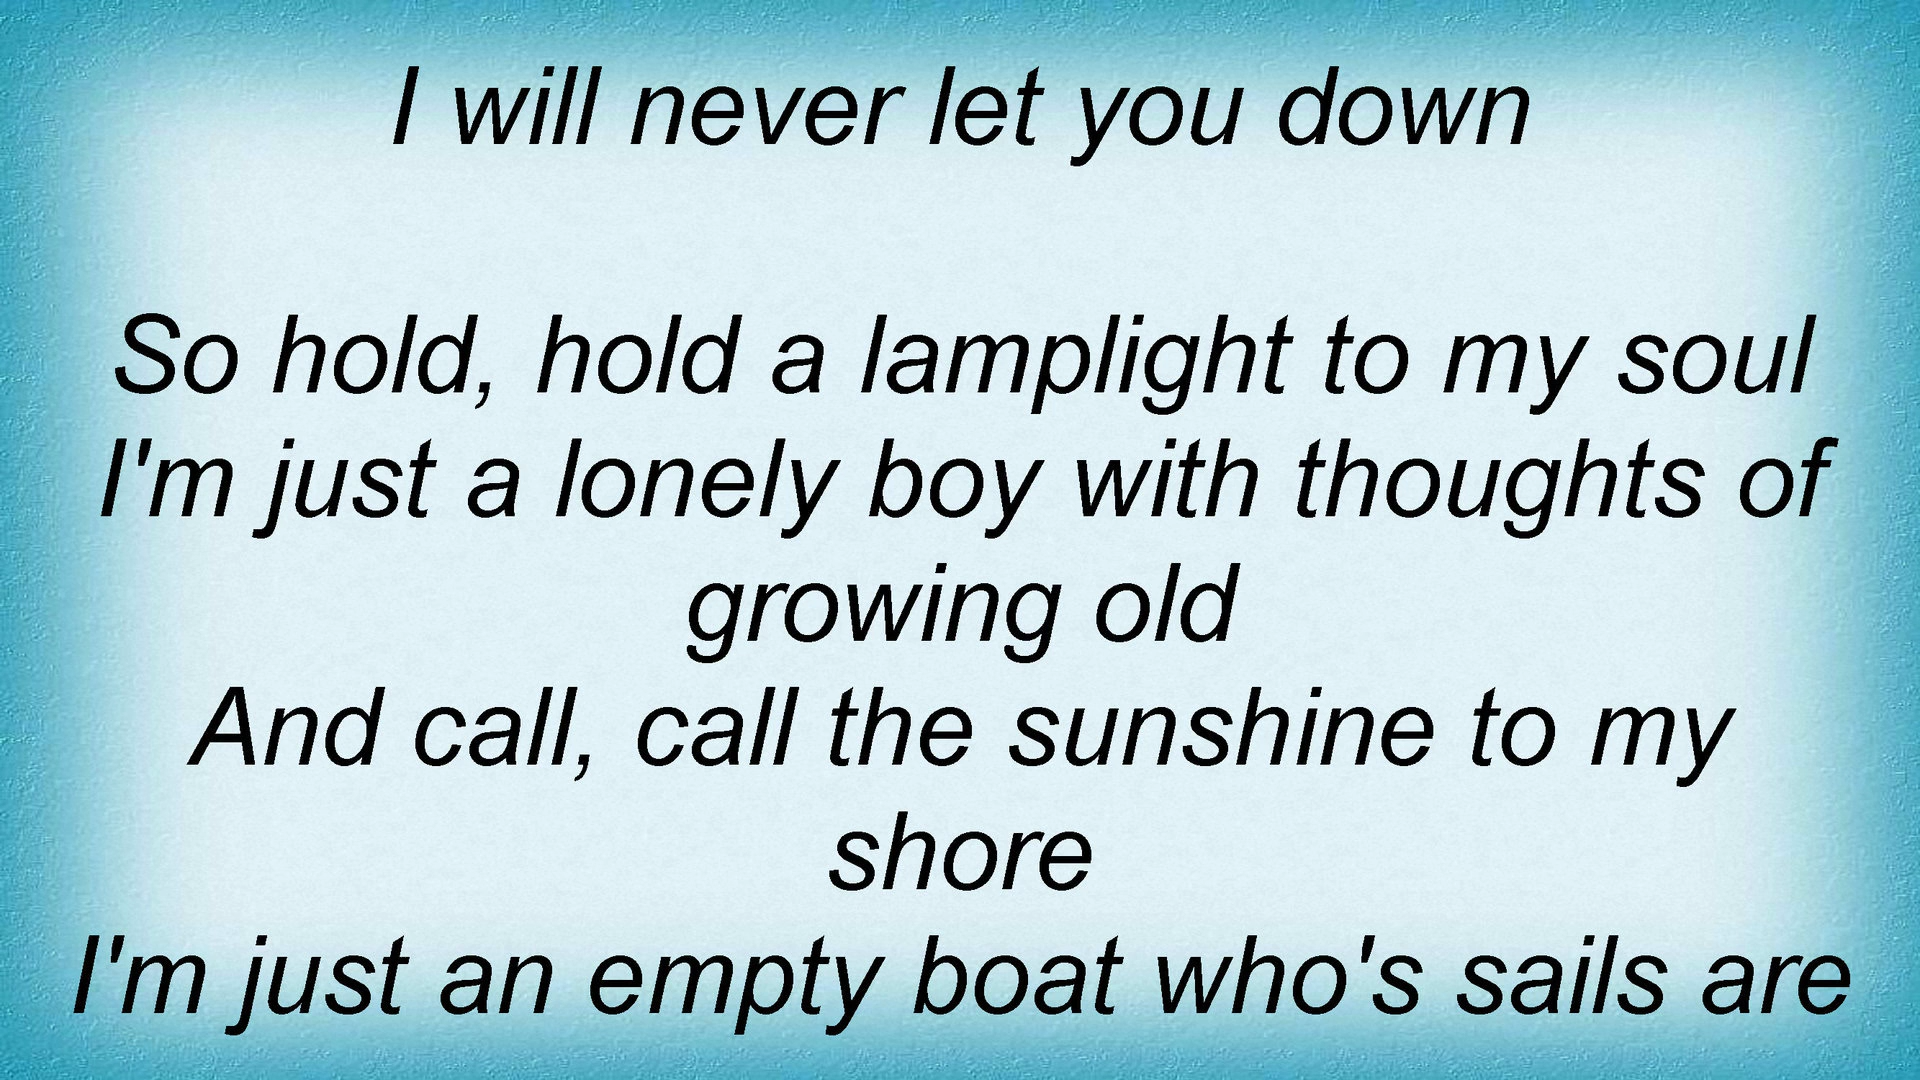 I will never let you down
So hold, hold a lamplight to my soul
I'm just a lonely boy with thoughts of
growing old
And call, call the sunshine to my
shore
I'm just an empty boat who's sails are